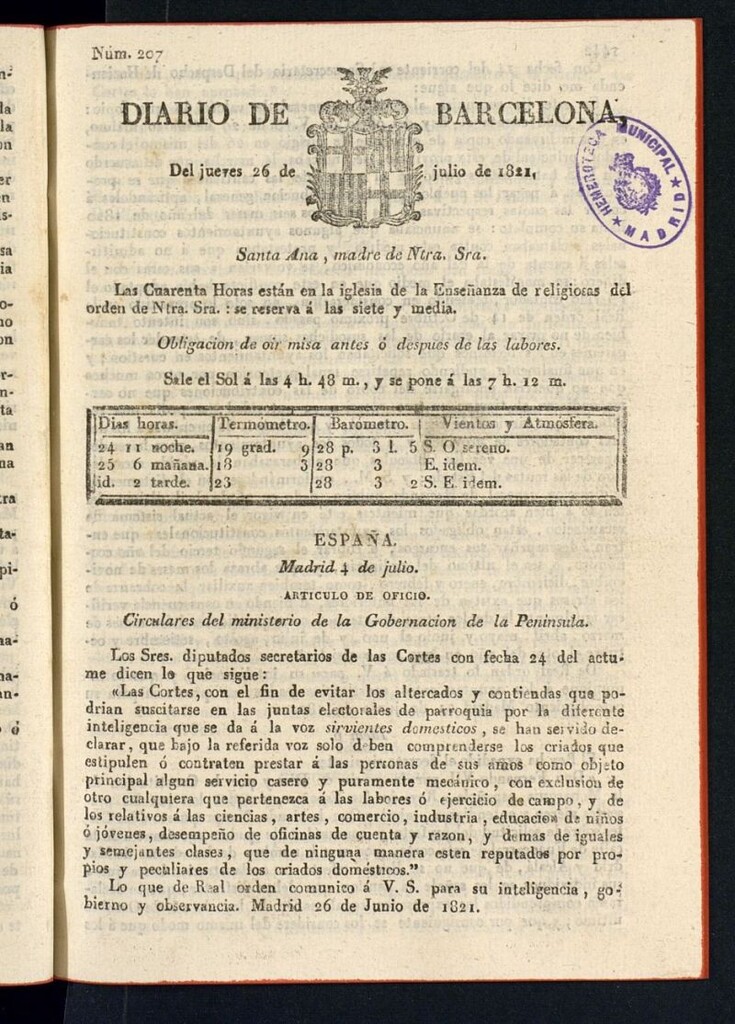 Núm. 207
DIARIO DE BARCELONA,
Del jueves 26 de julio de 1821,
HEMEROTECA MUNICIPAL
★ MADRID ★
Santa Ana, madre de Ntra. Sra.
Las Cuarenta Horas están en la iglesia de la Enseñanza de religiosas del
orden de Ntra. Sra. : se reserva á las siete y media.
Obligacion de oir misa antes ó despues de las labores.
Sale el Sol á las 4 h. 48 m., y se pone á las 7 h. 12 m.
Dias horas. Termómetro. Barómetro. Vientos y Atmósfera.
24 11 noche. 19 grad. 9 28 p. 3 l. 5 S. O sereno.
25 6 mañana. 18 3 28 3 E. idem.
id. 2 tarde. 23 28 3 2 S. E. idem.
ESPAÑA.
Madrid 4 de julio.
ARTICULO DE OFICIO.
Circulares del ministerio de la Gobernacion de la Península.
Los Sres. diputados secretarios de las Cortes con fecha 24 del actu-
me dicen lo que sigue:
«Las Cortes, con el fin de evitar los altercados y contiendas que po-
drian suscitarse en las juntas electorales de parroquia por la diferente
inteligencia que se da á la voz sirvientes domesticos, se han servido de-
clarar, que bajo la referida voz solo deben comprenderse los criados que
estipulen ó contraten prestar á las personas de sus amos como objeto
principal algun servicio casero y puramente mecánico, con exclusion de
otro cualquiera que pertenezca á las labores ó ejercicio de campo, y de
los relativos á las ciencias, artes, comercio, industria, educacion de niños
ó jóvenes, desempeño de oficinas de cuenta y razon, y demas de iguales
y semejantes clases, que de ninguna manera esten reputados por pro-
pios y peculiares de los criados domésticos."
Lo que de Real orden comunico á V. S. para su inteligencia, go-
bierno y observancia. Madrid 26 de Junio de 1821.